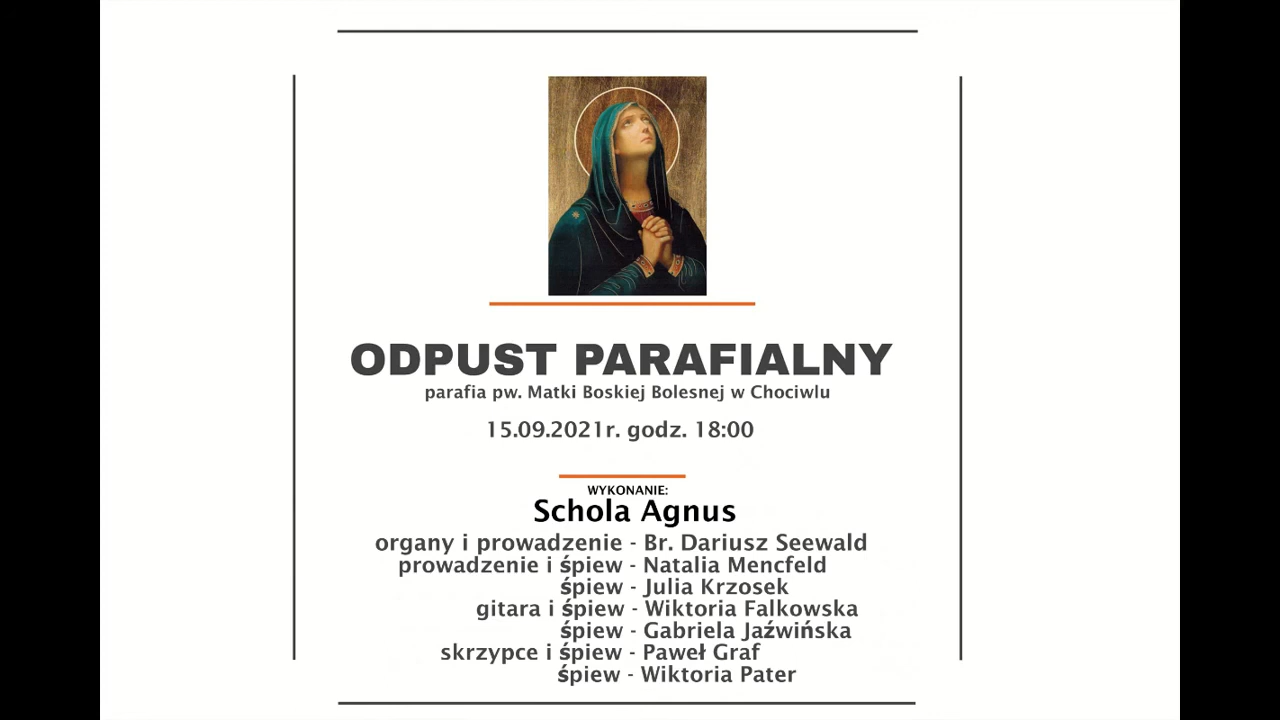 ODPUST PARAFIALNY
parafia pw. Matki Boskiej Bolesnej w Chociwlu
15.09.2021r. godz. 18:00
WYKONANIE:
Schola Agnus
organy i prowadzenie - Br. Dariusz Seewald
prowadzenie i śpiew - Natalia Mencfeld
śpiew - Julia Krzosek
gitara i śpiew - Wiktoria Falkowska
śpiew - Gabriela Jaźwińska
skrzypce i śpiew - Paweł Graf
śpiew - Wiktoria Pater